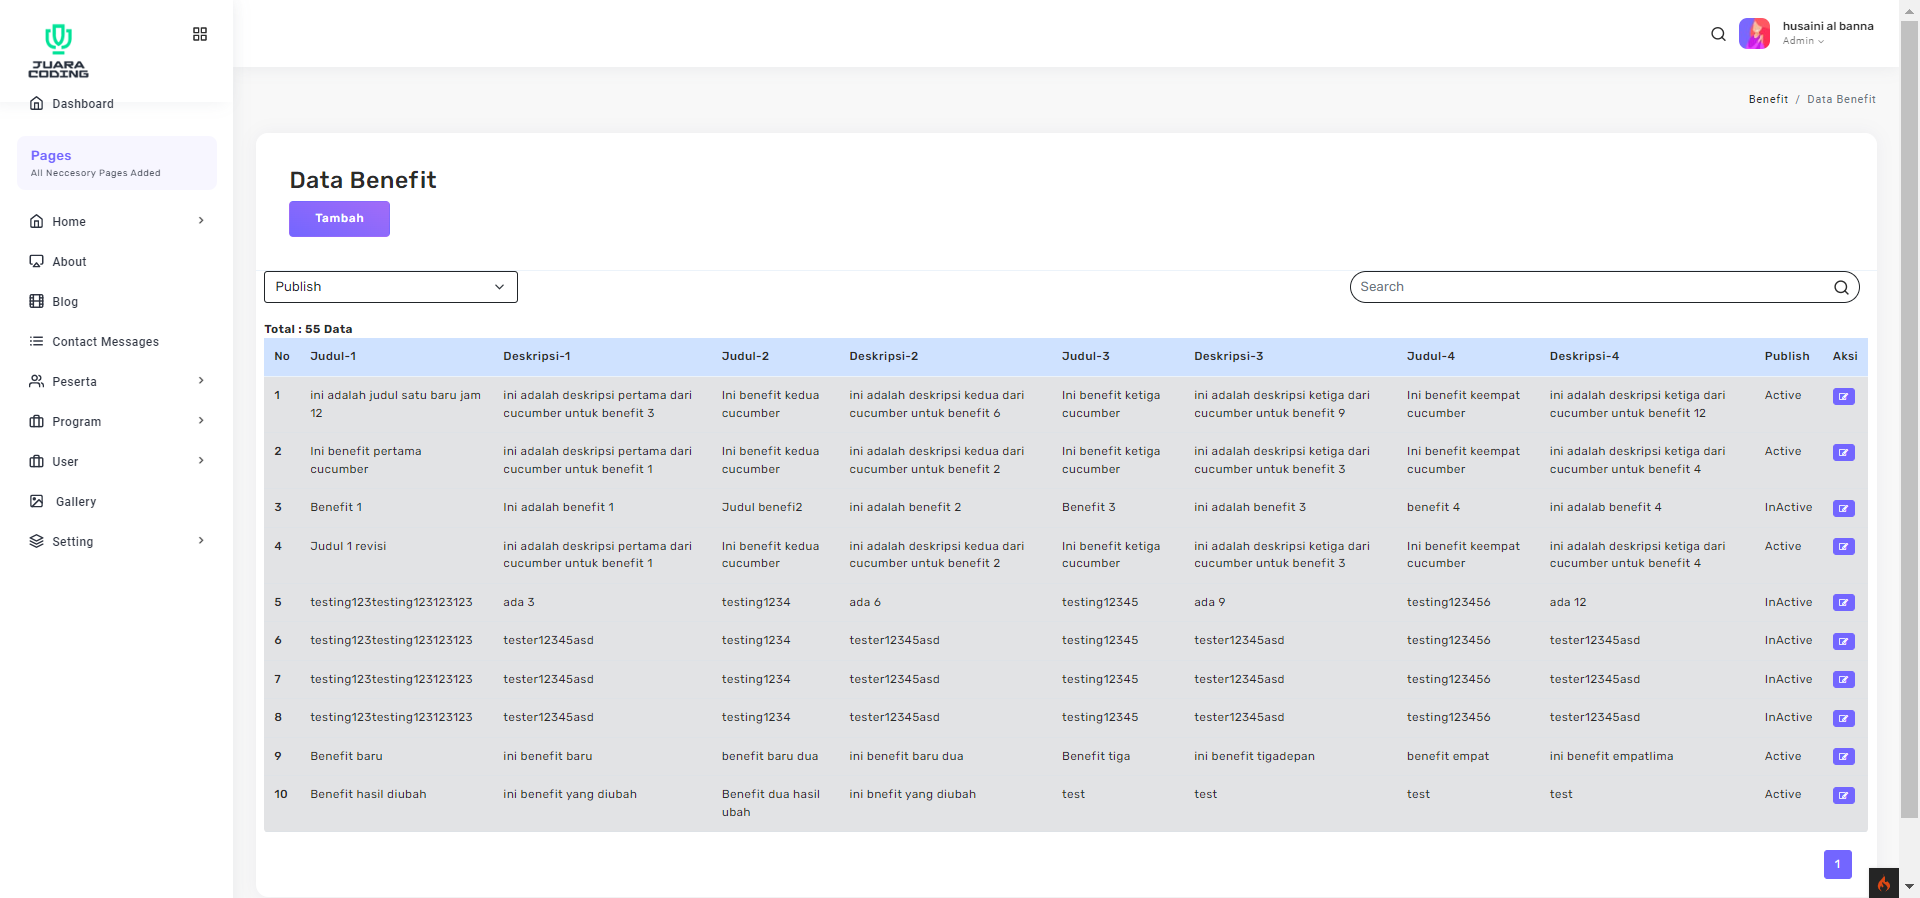 JUARA
CODING
husaini al banna
Admin
Dashboard
Benefit / Data Benefit
Pages
All Neccesory Pages Added
Home
About
Blog
Contact Messages
Peserta
Program
User
Gallery
Setting
Data Benefit
Tambah
Publish
Search
Total : 55 Data
No Judul-1 Deskripsi-1 Judul-2 Deskripsi-2 Judul-3 Deskripsi-3 Judul-4 Deskripsi-4 Publish Aksi
1 ini adalah judul satu baru jam ini adalah deskripsi pertama dari Ini benefit kedua ini adalah deskripsi kedua dari Ini benefit ketiga ini adalah deskripsi ketiga dari Ini benefit keempat ini adalah deskripsi ketiga dari Active
12 cucumber untuk benefit 3 cucumber cucumber untuk benefit 6 cucumber cucumber untuk benefit 9 cucumber cucumber untuk benefit 12
2 Ini benefit pertama ini adalah deskripsi pertama dari Ini benefit kedua ini adalah deskripsi kedua dari Ini benefit ketiga ini adalah deskripsi ketiga dari Ini benefit keempat ini adalah deskripsi ketiga dari Active
cucumber cucumber untuk benefit 1 cucumber cucumber untuk benefit 2 cucumber cucumber untuk benefit 3 cucumber cucumber untuk benefit 4
3 Benefit 1 Ini adalah benefit 1 Judul benefi2 ini adalah benefit 2 Benefit 3 ini adalah benefit 3 benefit 4 ini adalab benefit 4 InActive
4 Judul 1 revisi ini adalah deskripsi pertama dari Ini benefit kedua ini adalah deskripsi kedua dari Ini benefit ketiga ini adalah deskripsi ketiga dari Ini benefit keempat ini adalah deskripsi ketiga dari Active
cucumber untuk benefit 1 cucumber cucumber untuk benefit 2 cucumber cucumber untuk benefit 3 cucumber cucumber untuk benefit 4
5 testing123testing123123123 ada 3 testing1234 ada 6 testing12345 ada 9 testing123456 ada 12 InActive
6 testing123testing123123123 tester12345asd testing1234 tester12345asd testing12345 tester12345asd testing123456 tester12345asd InActive
7 testing123testing123123123 tester12345asd testing1234 tester12345asd testing12345 tester12345asd testing123456 tester12345asd InActive
8 testing123testing123123123 tester12345asd testing1234 tester12345asd testing12345 tester12345asd testing123456 tester12345asd InActive
9 Benefit baru ini benefit baru benefit baru dua ini benefit baru dua Benefit tiga ini benefit tigadepan benefit empat ini benefit empatlima Active
10 Benefit hasil diubah ini benefit yang diubah Benefit dua hasil ini bnefit yang diubah test test test test Active
ubah
1